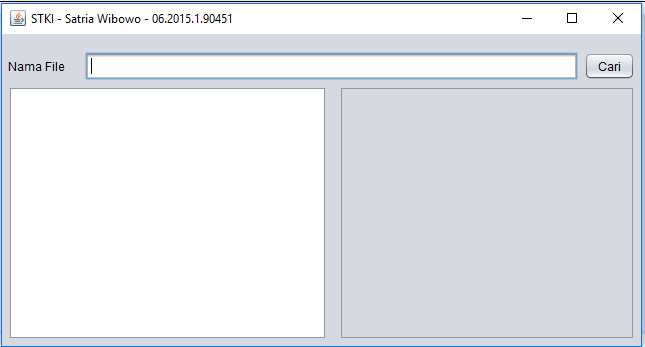 STKI - Satria Wibowo - 06.2015.1.90451
Nama File
Cari